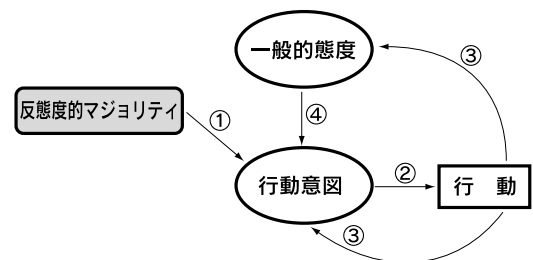 一般的態度
③
反態度的マジョリティ
①
④
行動意図
②
行 動
③